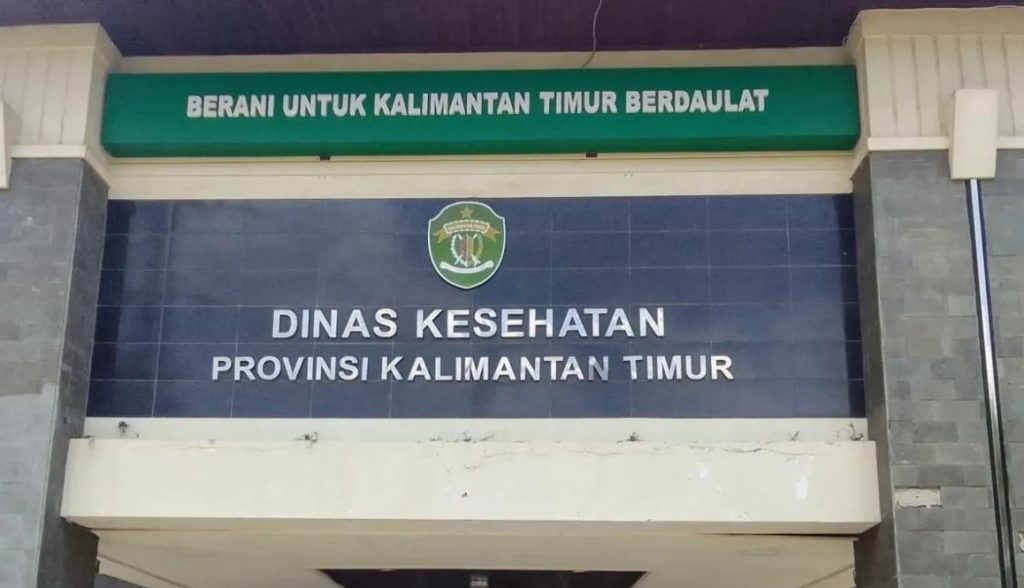 BERANI UNTUK KALIMANTAN TIMUR BERDAULAT
DINAS KESEHATAN
PROVINSI KALIMANTAN TIMUR